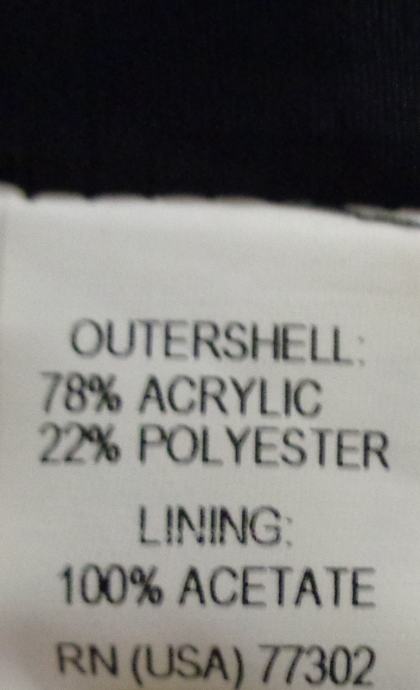 OUTERSHELL:
78% ACRYLIC
22% POLYESTER
LINING:
100% ACETATE
RN (USA) 77302